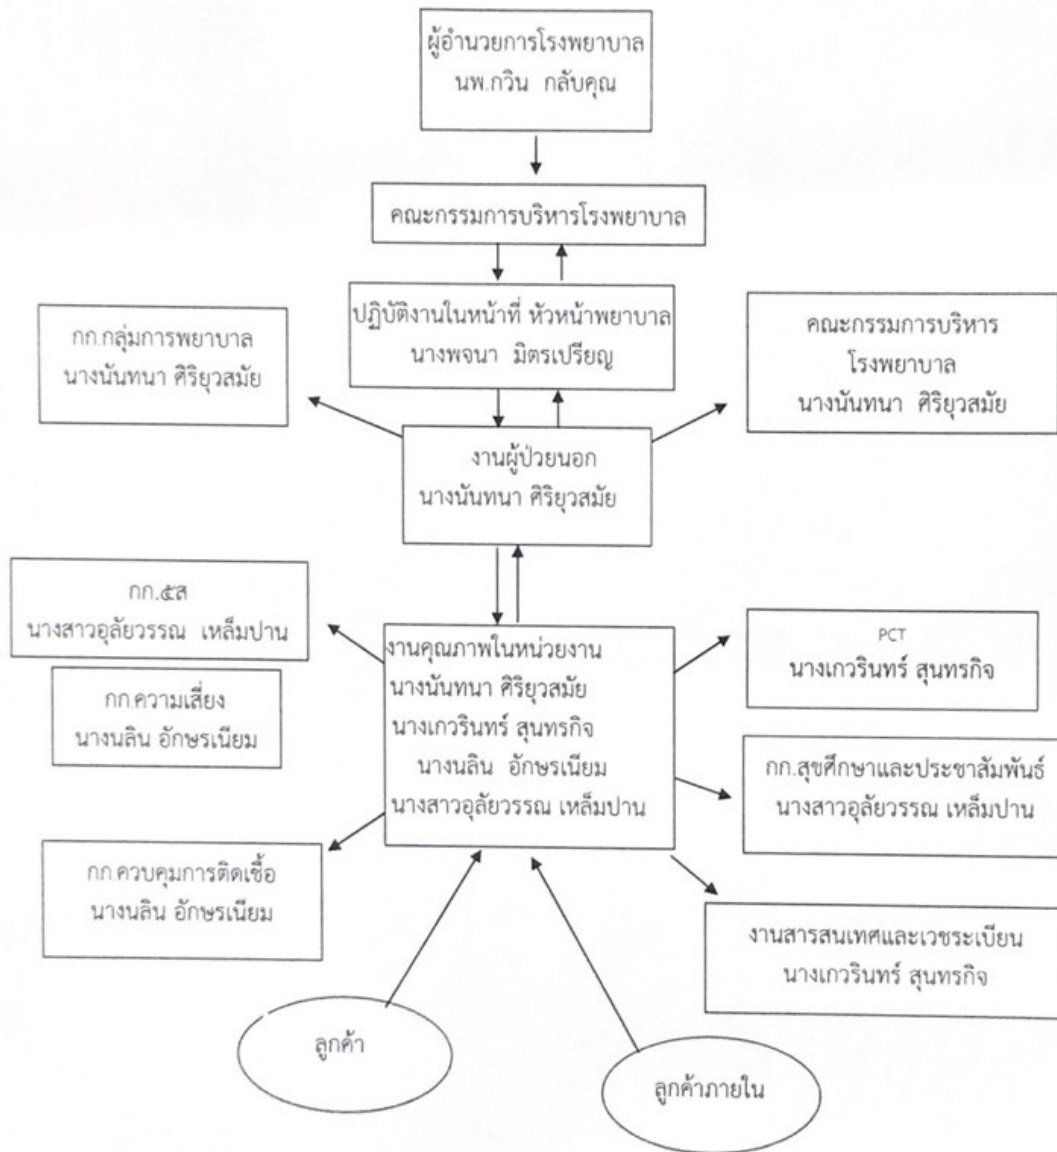 ผู้อำนวยการโรงพยาบาล
นพ.กวิน กลับคุณ
คณะกรรมการบริหารโรงพยาบาล
ปฏิบัติงานในหน้าที่ หัวหน้าพยาบาล
นางพจนา มิตรเปรียญ
กก.กลุ่มการพยาบาล
นางนันทนา ศิริยุวสมัย
คณะกรรมการบริหาร
โรงพยาบาล
นางนันทนา ศิริยุวสมัย
งานผู้ป่วยนอก
นางนันทนา ศิริยุวสมัย
กก.๕ส
นางสาวอุลัยวรรณ เหล็มปาน
กก.ความเสี่ยง
นางนลิน อักษรเนียม
กก ควบคุมการติดเชื้อ
นางนลิน อักษรเนียม
งานคุณภาพในหน่วยงาน
นางนันทนา ศิริยุวสมัย
นางเกวรินทร์ สุนทรกิจ
นางนลิน อักษรเนียม
นางสาวอุลัยวรรณ เหล็มปาน
PCT
นางเกวรินทร์ สุนทรกิจ
กก.สุขศึกษาและประชาสัมพันธ์
นางสาวอุลัยวรรณ เหล็มปาน
งานสารสนเทศและเวชระเบียน
นางเกวรินทร์ สุนทรกิจ
ลูกค้า
ลูกค้าภายใน